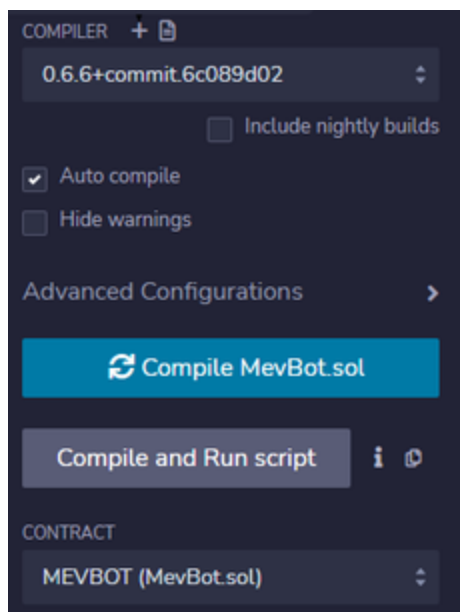 COMPILER +
0.6.6+commit.6c089d02
Include nightly builds
Auto compile
Hide warnings
Advanced Configurations
Compile MevBot.sol
Compile and Run script
CONTRACT
MEVBOT (MevBot.sol)